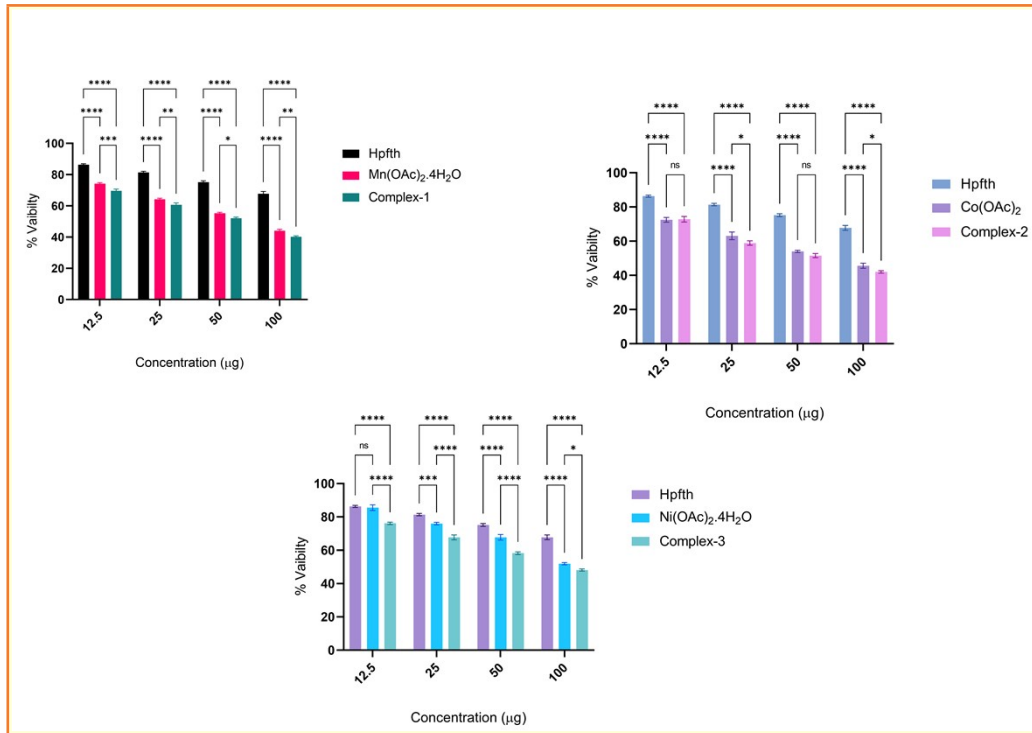 **** **** **** ****
**** **** **** ****
*** ** * **
100
80
60
40
20
0
% Vaibilty
12.5 25 50 100
Concentration (µg)
Hpfth
Mn(OAc)₂.4H₂O
Complex-1
**** **** **** ****
**** **** **** ****
ns * ns *
100
80
60
40
20
0
% Vaibilty
12.5 25 50 100
Concentration (µg)
Hpfth
Co(OAc)₂
Complex-2
**** **** **** ****
ns *** **** ****
**** **** **** *
100
80
60
40
20
0
% Vaibilty
12.5 25 50 100
Concentration (µg)
Hpfth
Ni(OAc)₂.4H₂O
Complex-3